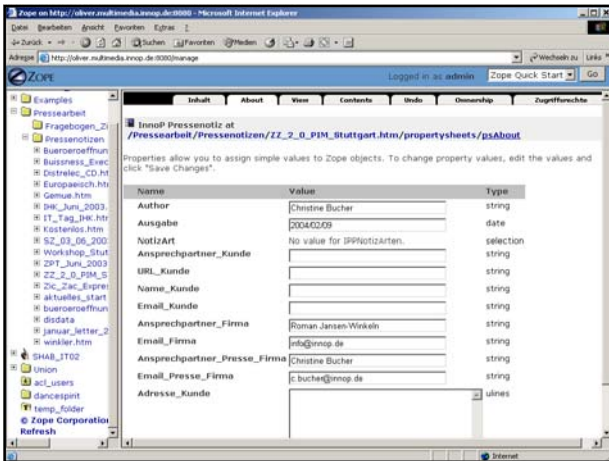 Zope on http://oliver.multimedia.innop.de:8080 - Microsoft Internet Explorer
Datei Bearbeiten Ansicht Favoriten Extras ?
Zurück Suchen Favoriten Medien
Adresse http://oliver.multimedia.innop.de:8080/manage Wechseln zu Links
ZOPE Logged in as admin Zope Quick Start Go
Examples
Pressearbeit
Fragebogen_Zi
Pressenotizen
Bueroeroeffnun
Buissness_Exec
Distrelec_CD.ht
Europaeisch.ht
Gemue.htm
IHK_Juni_2003.
IT_Tag_IHK.htm
Kostenlos.htm
SZ_03_06_200
Workshop_Stut
ZPT_Juni_2003
ZZ_2_0_PIM_S
Zic_Zac_Expres
aktuelles_start
bueroeroeffnun
disdata
januar_letter_2
winkler.htm
SHAB_IT02
Union
acl_users
dancespint
temp_folder
© Zope Corporation
Refresh
Inhalt About View Contents Undo Ownership Zugriffsrechte
InnoP Pressenotiz at
/Pressearbeit/Pressenotizen/ZZ_2_0_PIM_Stuttgart.htm/propertysheets/psAbout
Properties allow you to assign simple values to Zope objects. To change property values, edit the values and
click "Save Changes".
Name Value Type
Author Christine Bucher string
Ausgabe 2004/02/09 date
NotizArt No value for IPPNotizArten. selection
Ansprechpartner_Kunde string
URL_Kunde string
Name_Kunde string
Email_Kunde string
Ansprechpartner_Firma Roman Jansen-Winkeln string
Email_Firma info@innop.de string
Ansprechpartner_Presse_Firma Christine Bucher string
Email_Presse_Firma c.bucher@innop.de string
Adresse_Kunde ulines
Internet